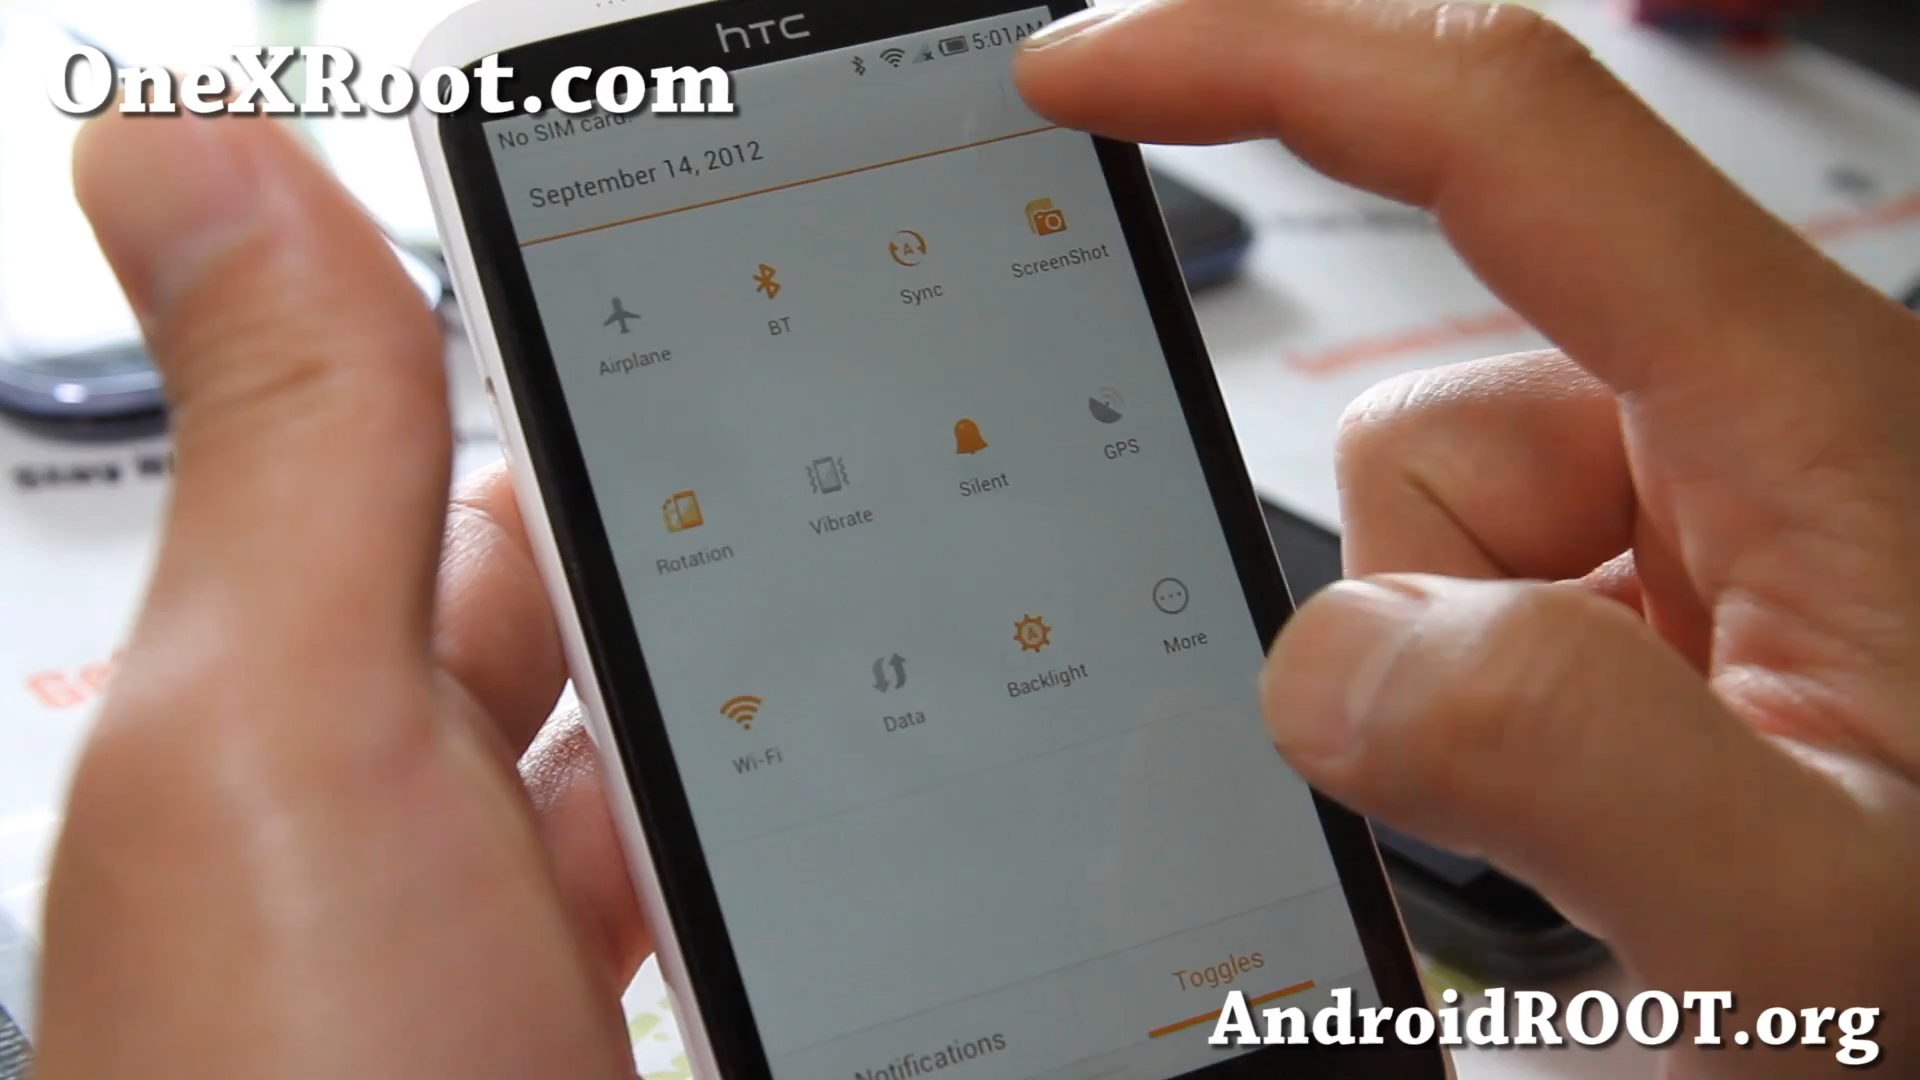 hTC
OneXRoot.com
5:01AM
No SIM card.
September 14, 2012
Airplane
BT
Sync
ScreenShot
Rotation
Vibrate
Silent
GPS
Wi-Fi
Data
Backlight
More
Notifications
Toggles
AndroidROOT.org